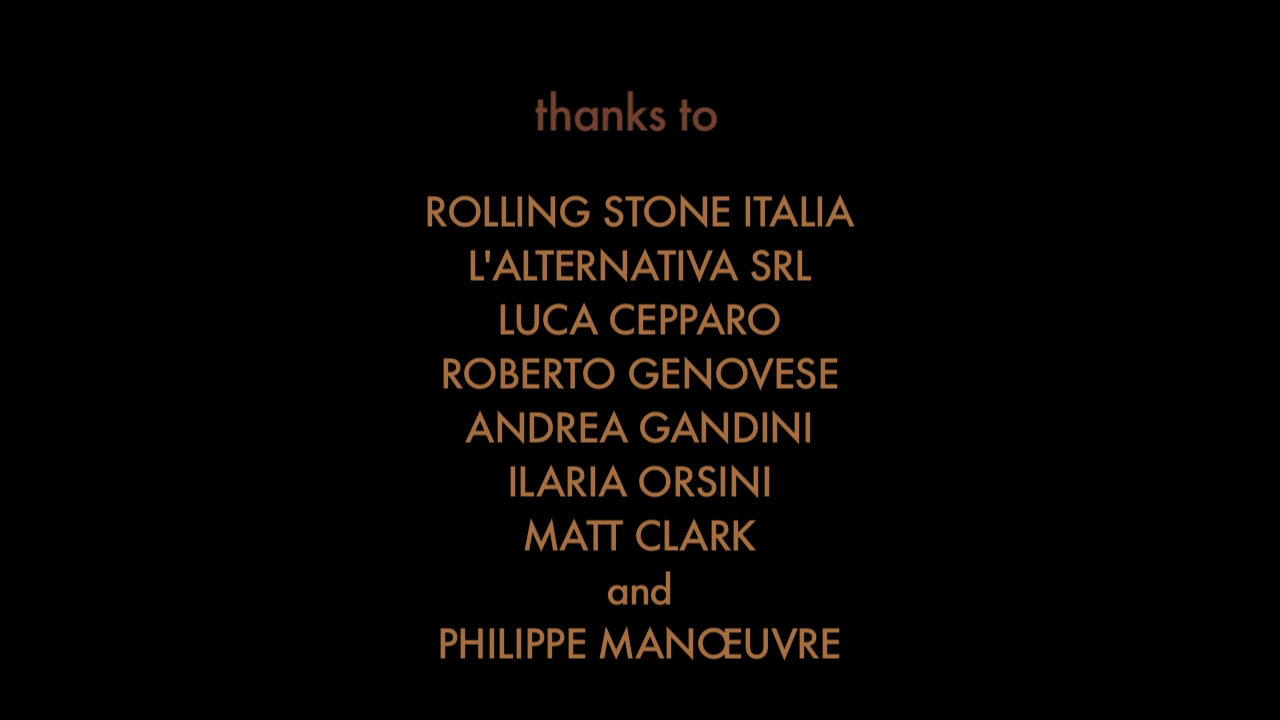 thanks to
ROLLING STONE ITALIA
L'ALTERNATIVA SRL
LUCA CEPPARO
ROBERTO GENOVESE
ANDREA GANDINI
ILARIA ORSINI
MATT CLARK
and
PHILIPPE MANŒUVRE